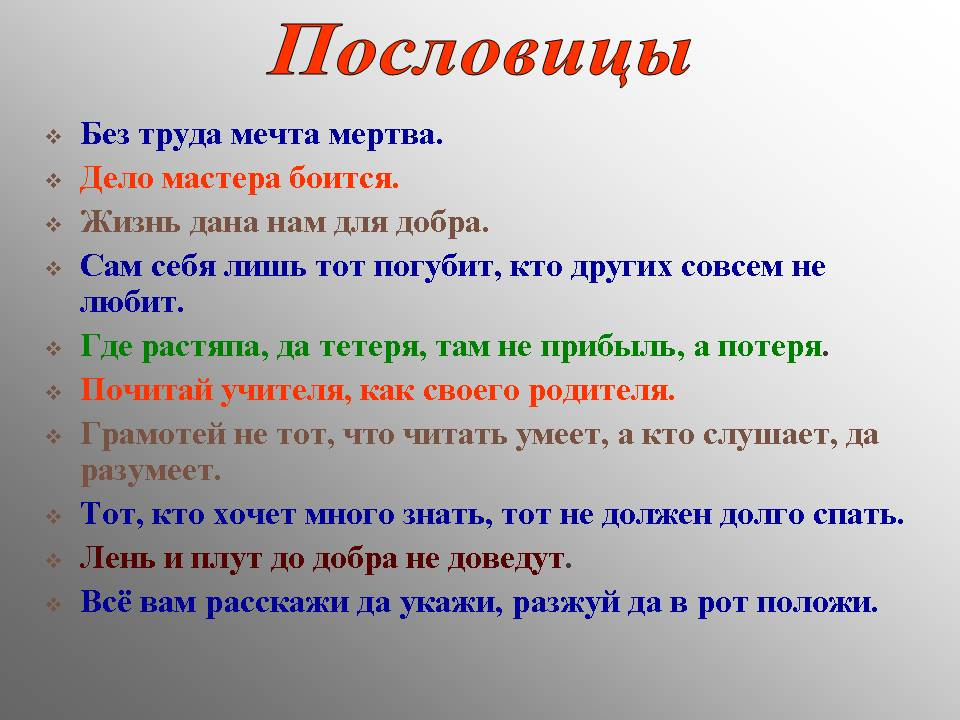 Пословицы
Без труда мечта мертва.
Дело мастера боится.
Жизнь дана нам для добра.
Сам себя лишь тот погубит, кто других совсем не
любит.
Где растяпа, да тетеря, там не прибыль, а потеря.
Почитай учителя, как своего родителя.
Грамотей не тот, что читать умеет, а кто слушает, да
разумеет.
Тот, кто хочет много знать, тот не должен долго спать.
Лень и плут до добра не доведут.
Всё вам расскажи да укажи, разжуй да в рот положи.